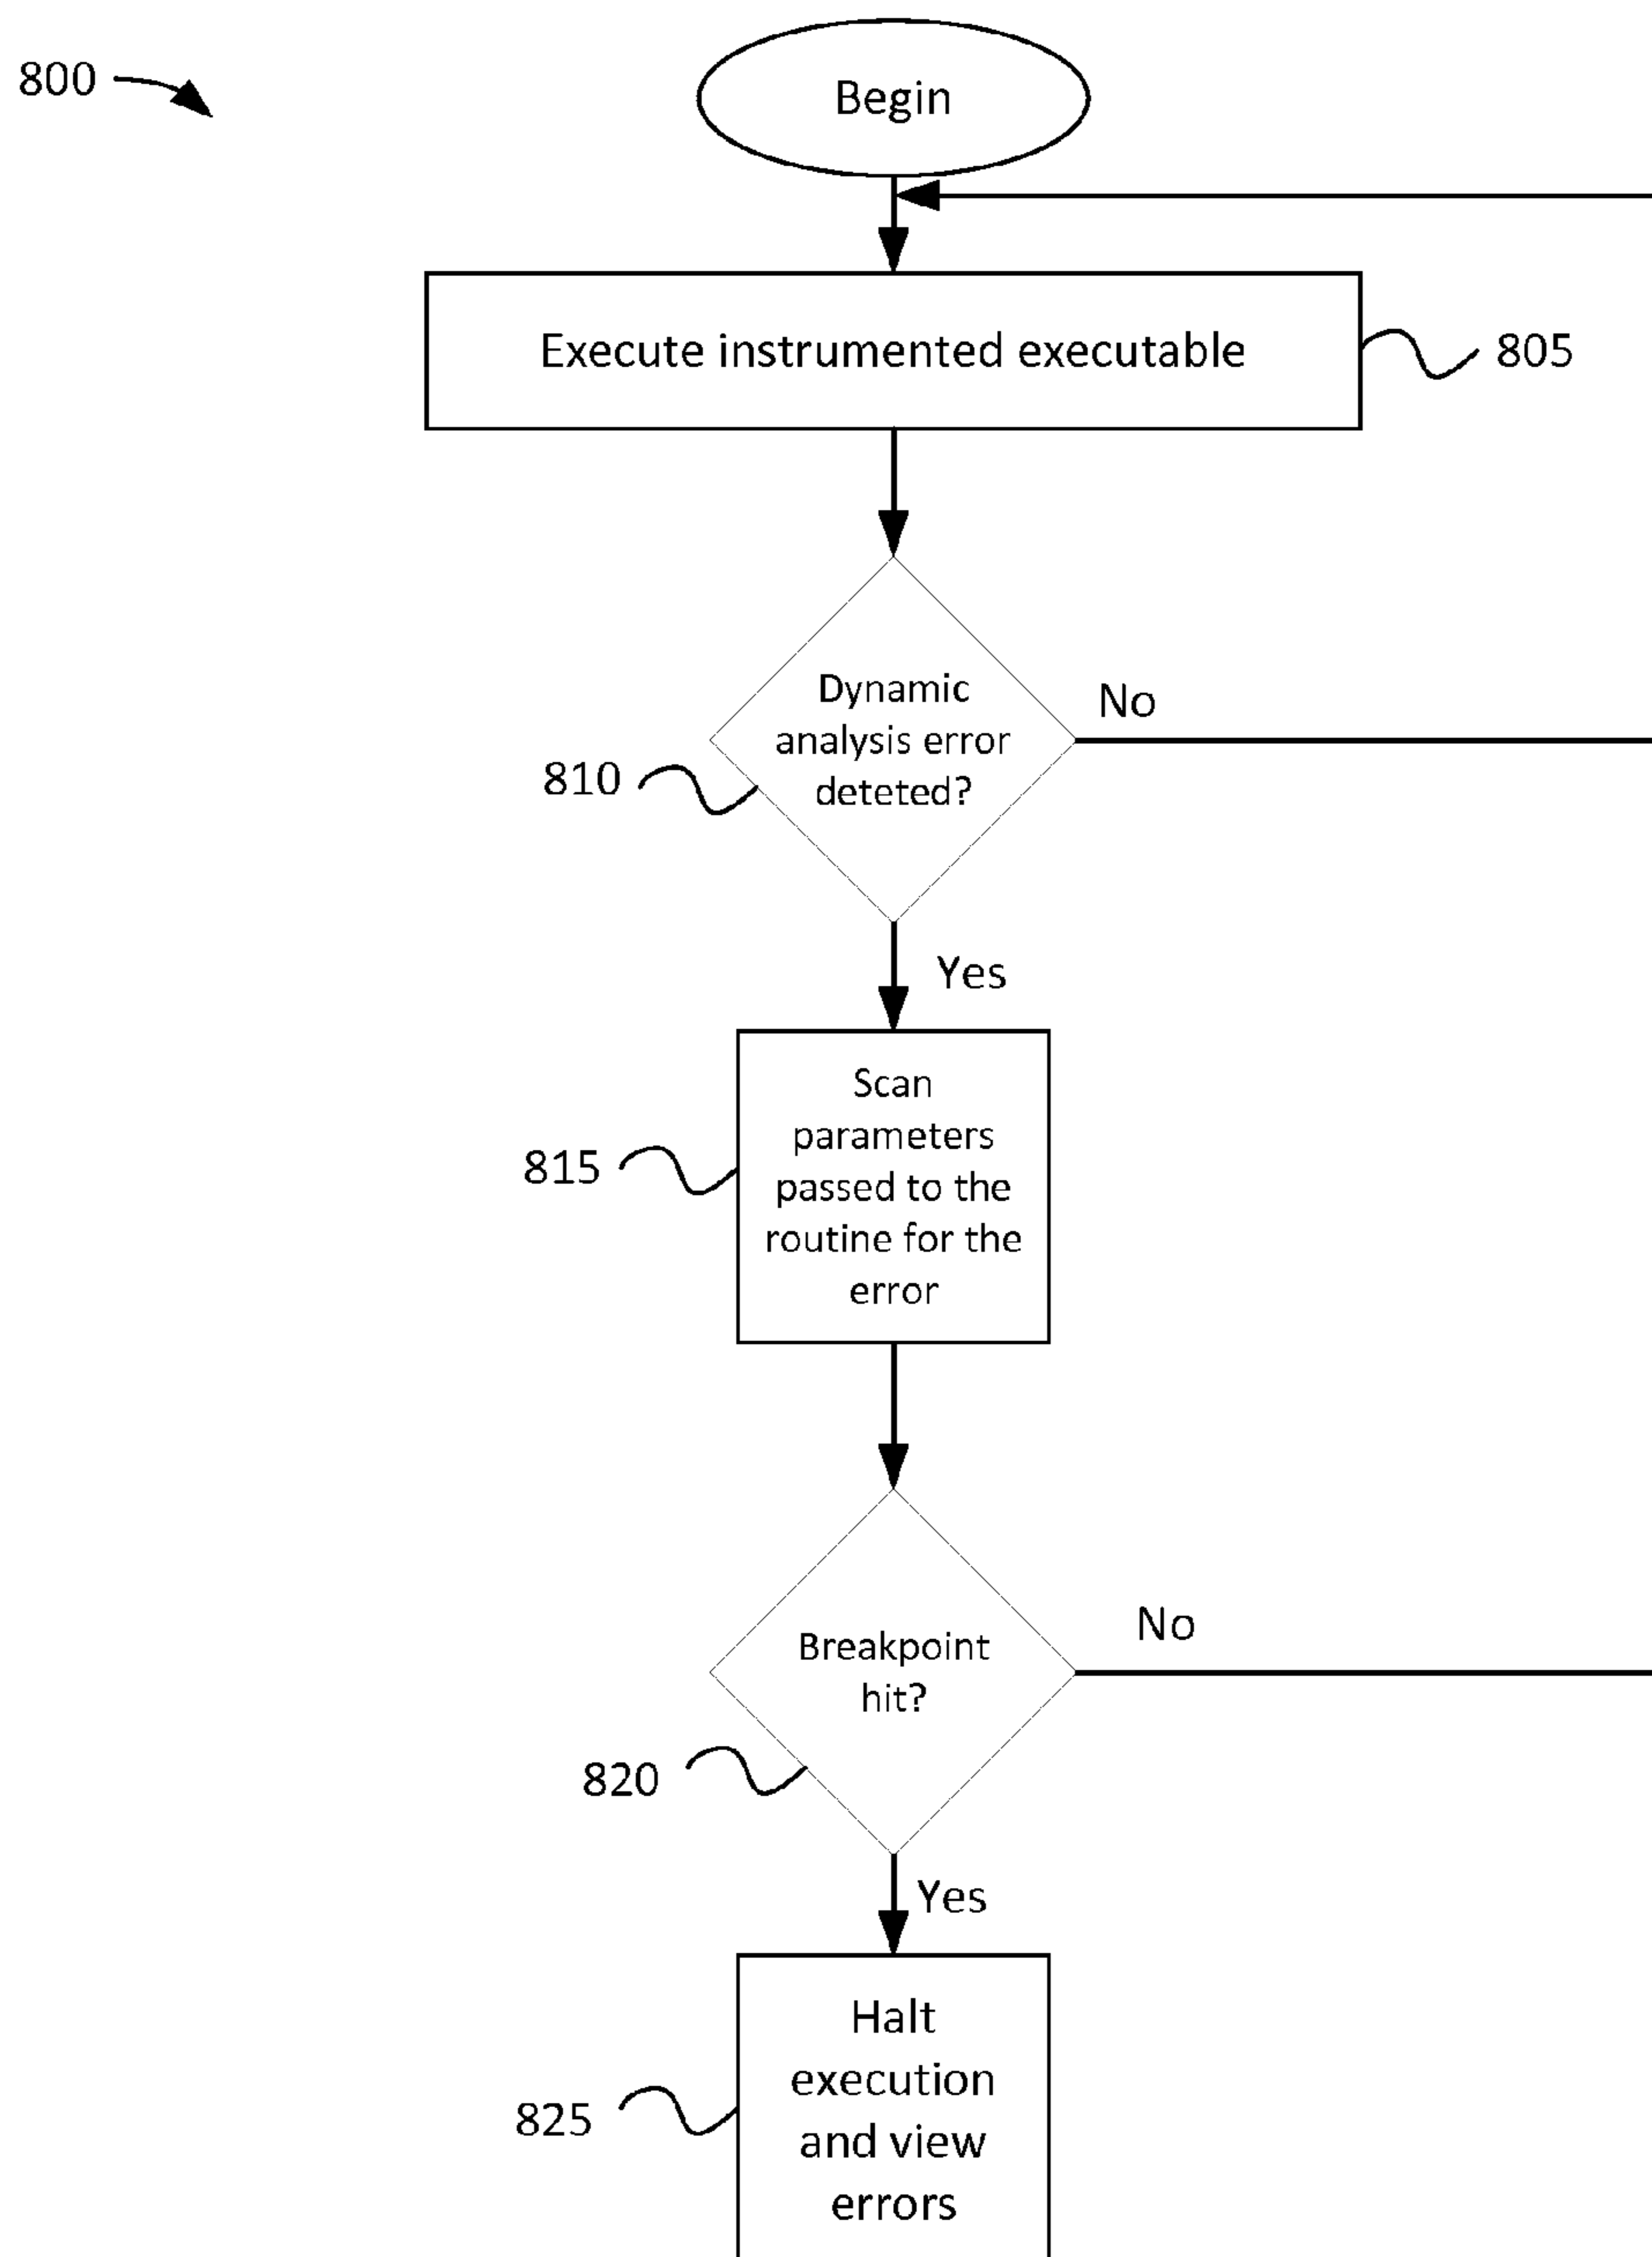 800
Begin
Execute instrumented executable
805
Dynamic
analysis error
deteted?
No
810
Yes
Scan
parameters
passed to the
routine for the
error
815
Breakpoint
hit?
No
820
Yes
Halt
execution
and view
errors
825